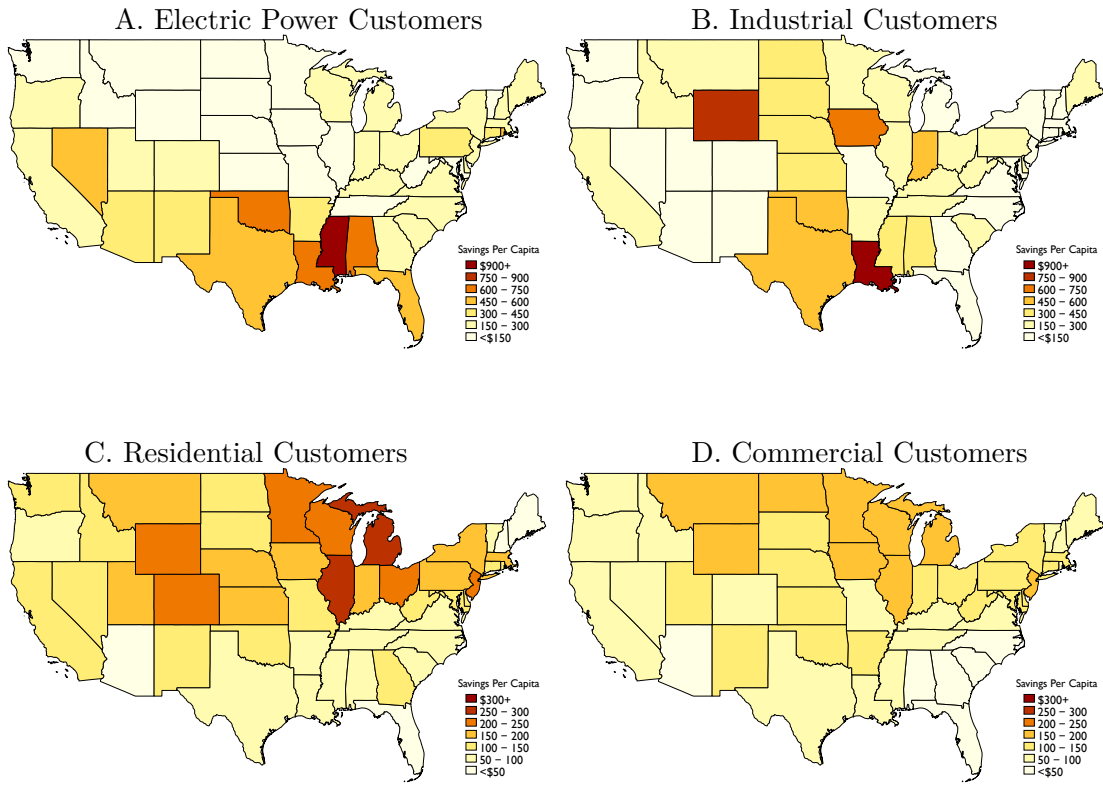 A. Electric Power Customers
B. Industrial Customers
Savings Per Capita
$900+
750 − 900
600 − 750
450 − 600
300 − 450
150 − 300
<$150
Savings Per Capita
$900+
750 − 900
600 − 750
450 − 600
300 − 450
150 − 300
<$150
C. Residential Customers
D. Commercial Customers
Savings Per Capita
$300+
250 − 300
200 − 250
150 − 200
100 − 150
50 − 100
<$50
Savings Per Capita
$300+
250 − 300
200 − 250
150 − 200
100 − 150
50 − 100
<$50